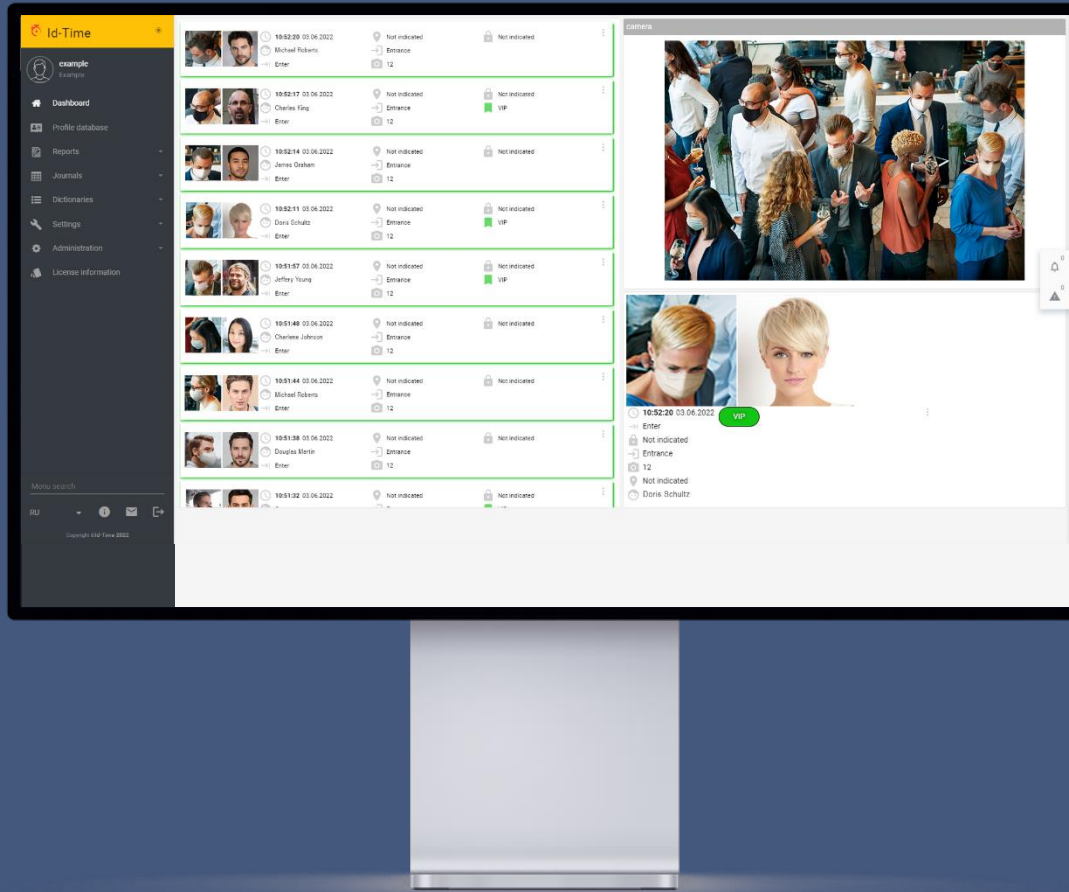 Id-Time
example
Example
Dashboard
Profile database
Reports
Journals
Dictionaries
Settings
Administration
License information
Menu search
RU
Copyright ©Id-Time 2022
10:52:20 03.06.2022
Not indicated
Not indicated
Michael Roberts
Entrance
Enter
12
10:52:17 03.06.2022
Not indicated
Not indicated
Charles King
Entrance
VIP
Enter
12
10:52:14 03.06.2022
Not indicated
Not indicated
James Graham
Entrance
Enter
12
10:52:11 03.06.2022
Not indicated
Not indicated
Doris Schultz
Entrance
VIP
Enter
12
10:51:57 03.06.2022
Not indicated
Not indicated
Jeffery Young
Entrance
VIP
Enter
12
10:51:48 03.06.2022
Not indicated
Not indicated
Charlene Johnson
Entrance
Enter
12
10:51:44 03.06.2022
Not indicated
Not indicated
Michael Roberts
Entrance
Enter
12
10:51:38 03.06.2022
Not indicated
Not indicated
Douglas Martin
Entrance
Enter
12
10:51:32 03.06.2022
Not indicated
Not indicated
camera
0
0
10:52:20 03.06.2022
VIP
Enter
Not indicated
Entrance
12
Not indicated
Doris Schultz